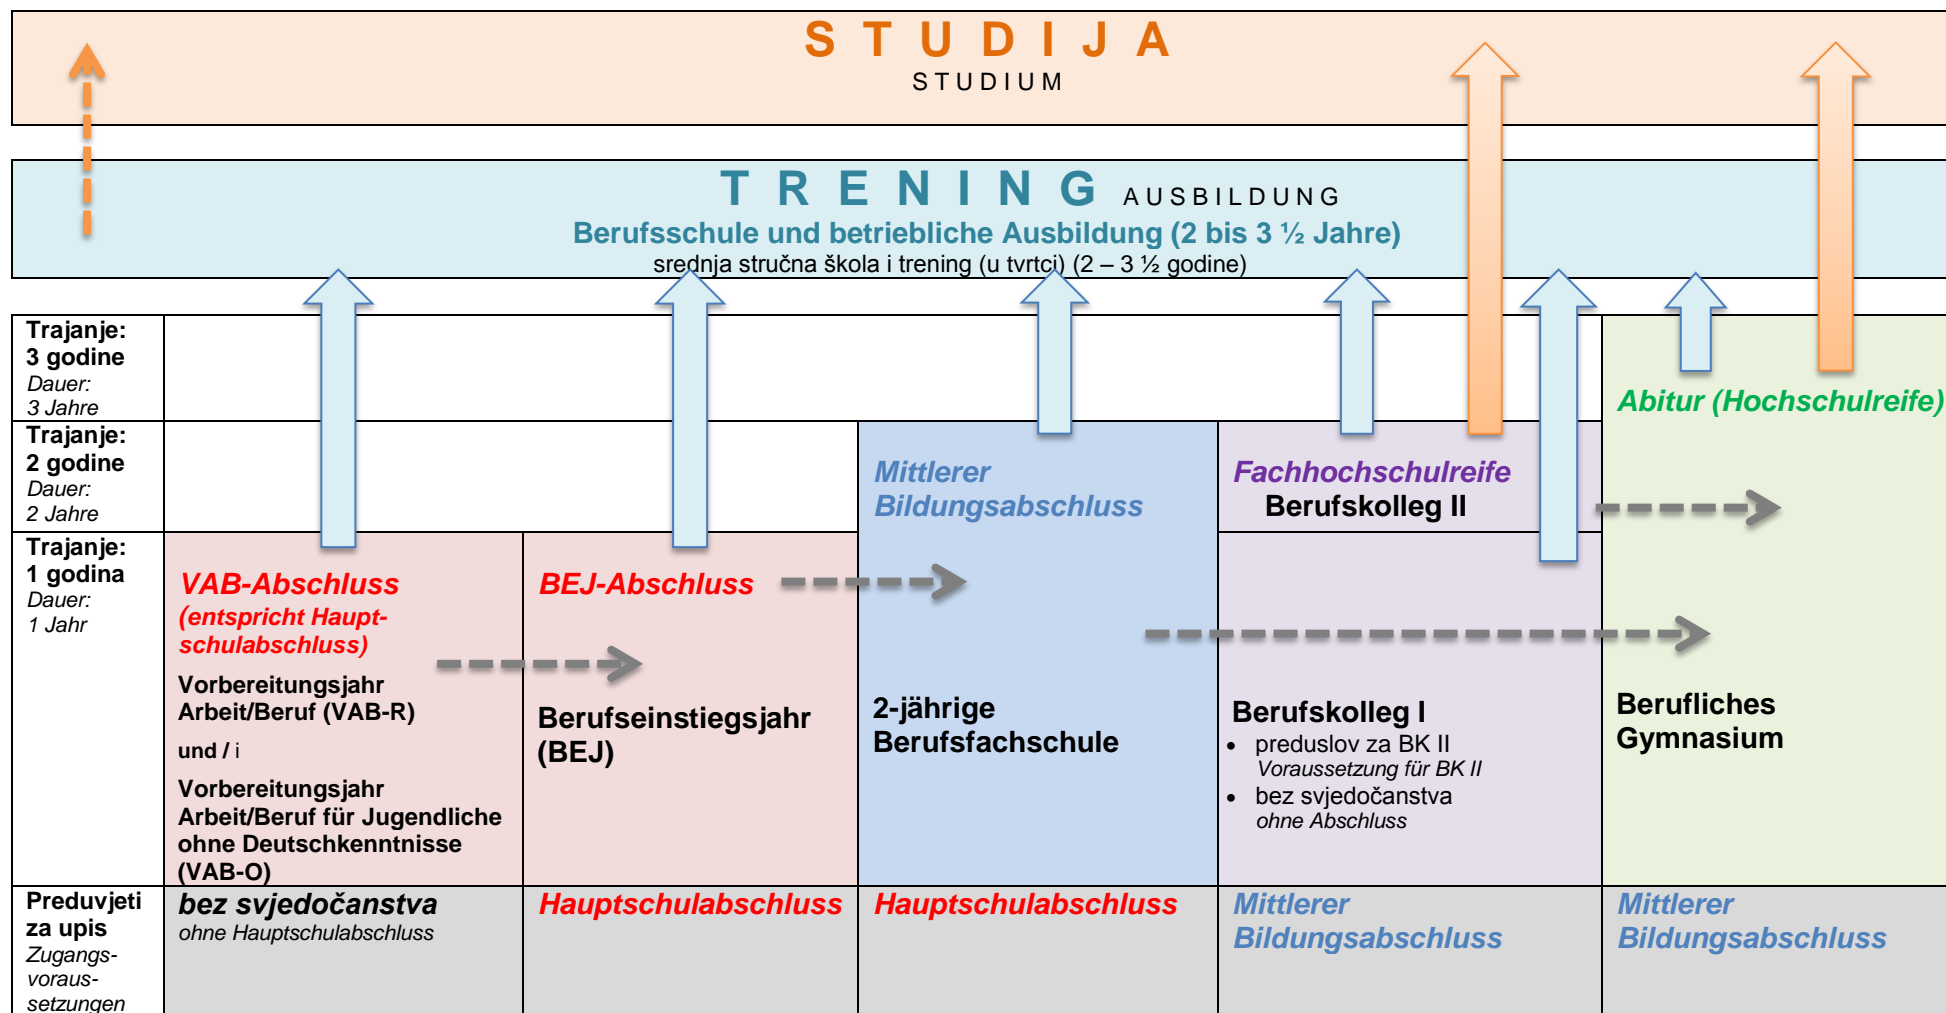 S T U D I J A
S T U D I U M
T R E N I N G A U S B I L D U N G
Berufsschule und betriebliche Ausbildung (2 bis 3 ½ Jahre)
srednja stručna škola i trening (u tvrtci) (2 – 3 ½ godine)
Trajanje:
3 godine
Dauer:
3 Jahre
Abitur (Hochschulreife)
Trajanje:
2 godine
Dauer:
2 Jahre
Mittlerer
Bildungsabschluss
Fachhochschulreife
Berufskolleg II
Trajanje:
1 godina
Dauer:
1 Jahr
VAB-Abschluss
(entspricht Haupt-
schulabschluss)
Vorbereitungsjahr
Arbeit/Beruf (VAB-R)
und / i
Vorbereitungsjahr
Arbeit/Beruf für Jugendliche
ohne Deutschkenntnisse
(VAB-O)
BEJ-Abschluss
Berufseinstiegsjahr
(BEJ)
2-jährige
Berufsfachschule
Berufskolleg I
• preduslov za BK II
Voraussetzung für BK II
• bez svjedočanstva
ohne Abschluss
Berufliches
Gymnasium
Preduvjeti
za upis
Zugangs-
voraus-
setzungen
bez svjedočanstva
ohne Hauptschulabschluss
Hauptschulabschluss
Hauptschulabschluss
Mittlerer
Bildungsabschluss
Mittlerer
Bildungsabschluss